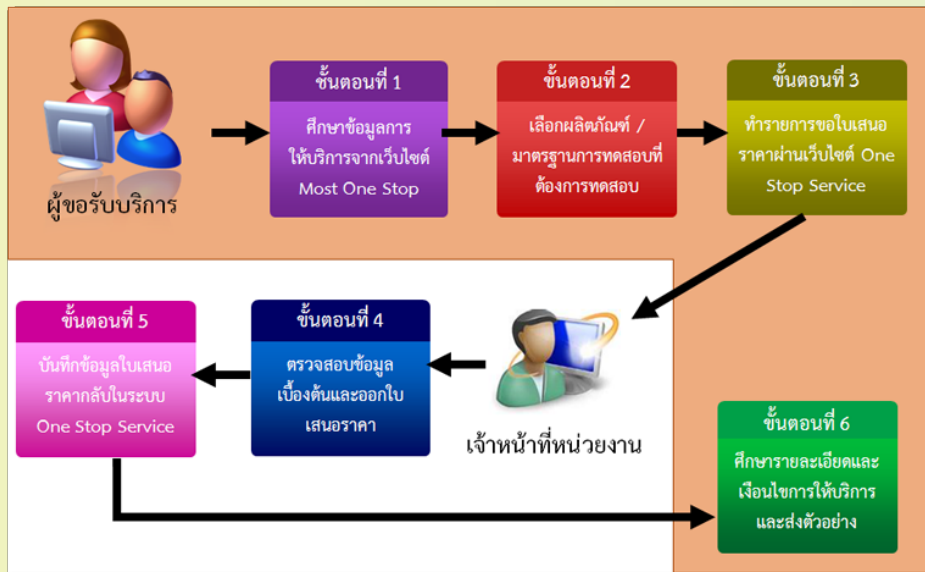 ผู้ขอรับบริการ
ขั้นตอนที่ 1
ศึกษาข้อมูลการ
ให้บริการจากเว็บไซต์
Most One Stop
ขั้นตอนที่ 2
เลือกผลิตภัณฑ์ /
มาตรฐานการทดสอบที่
ต้องการทดสอบ
ขั้นตอนที่ 3
ทำรายการขอใบเสนอ
ราคาผ่านเว็บไซต์ One
Stop Service
เจ้าหน้าที่หน่วยงาน
ขั้นตอนที่ 4
ตรวจสอบข้อมูล
เบื้องต้นและออกใบ
เสนอราคา
ขั้นตอนที่ 5
บันทึกข้อมูลใบเสนอ
ราคากลับในระบบ
One Stop Service
ขั้นตอนที่ 6
ศึกษารายละเอียดและ
เงือนไขการให้บริการ
และส่งตัวอย่าง